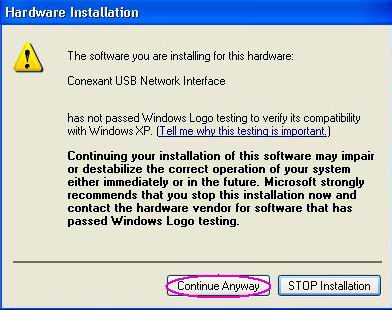 Hardware Installation
The software you are installing for this hardware:
Conexant USB Network Interface
has not passed Windows Logo testing to verify its compatibility
with Windows XP. (Tell me why this testing is important.)
Continuing your installation of this software may impair
or destabilize the correct operation of your system
either immediately or in the future. Microsoft strongly
recommends that you stop this installation now and
contact the hardware vendor for software that has
passed Windows Logo testing.
Continue Anyway
STOP Installation